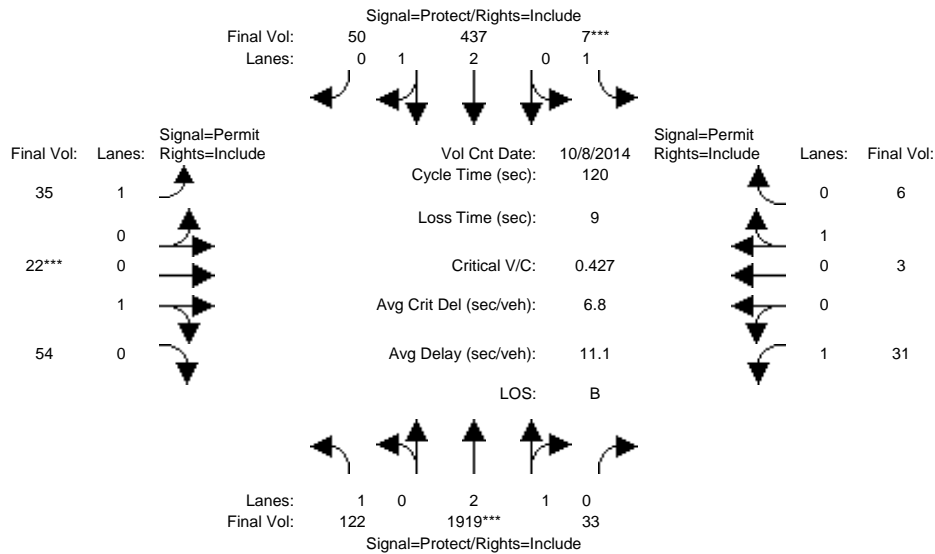 Signal=Protect/Rights=Include
Final Vol: 50 437 7***
Lanes: 0 1 2 0 1
Signal=Permit
Final Vol: Lanes: Rights=Include
Vol Cnt Date: 10/8/2014
Signal=Permit
Rights=Include Lanes: Final Vol:
Cycle Time (sec): 120
35 1
0 6
Loss Time (sec): 9
0
1
22*** 0
Critical V/C: 0.427
0 3
1
Avg Crit Del (sec/veh): 6.8
0
54 0
Avg Delay (sec/veh): 11.1
1 31
LOS: B
Lanes: 1 0 2 1 0
Final Vol: 122 1919*** 33
Signal=Protect/Rights=Include